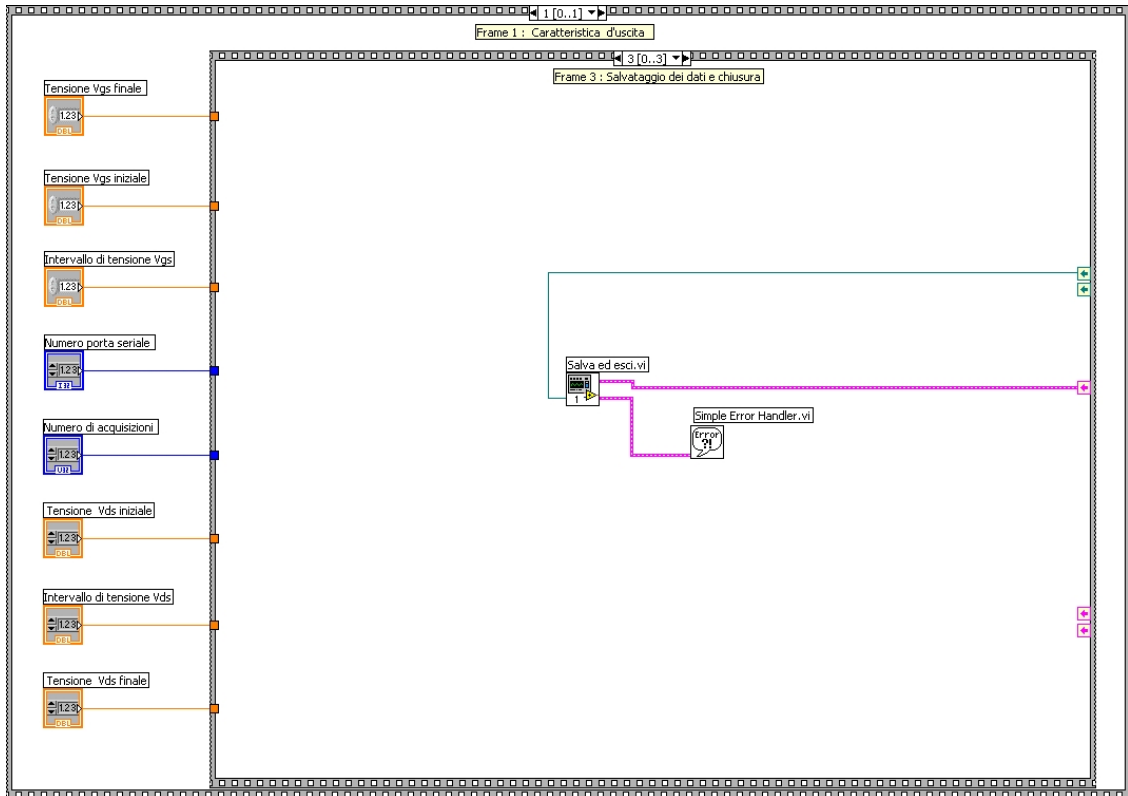 1 [0..1]
Frame 1 : Caratteristica d'uscita
3 [0..3]
Frame 3 : Salvataggio dei dati e chiusura
Tensione Vgs finale
1.23
DBL
Tensione Vgs iniziale
1.23
DBL
Intervallo di tensione Vgs
1.23
DBL
Numero porta seriale
1.23
Numero di acquisizioni
1.23
Tensione Vds iniziale
1.23
DBL
Intervallo di tensione Vds
1.23
DBL
Tensione Vds finale
1.23
DBL
Salva ed esci.vi
1
Simple Error Handler.vi
Error
?!